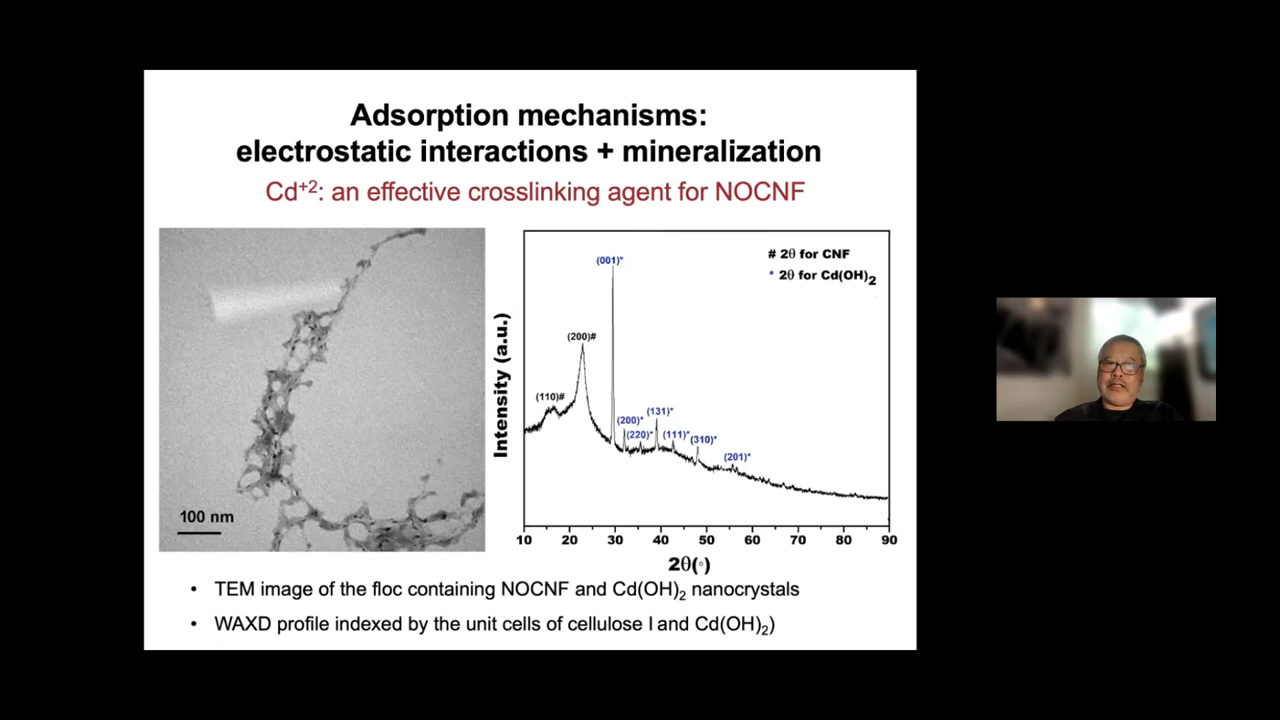 Adsorption mechanisms:
electrostatic interactions + mineralization
Cd⁺²: an effective crosslinking agent for NOCNF
100 nm
Intensity (a.u.)
# 2θ for CNF
* 2θ for Cd(OH)₂
(001)*
(200)#
(110)#
(200)*
(220)*
(131)*
(111)*
(310)*
(201)*
10 20 30 40 50 60 70 80 90
2θ(◦)
• TEM image of the floc containing NOCNF and Cd(OH)₂ nanocrystals
• WAXD profile indexed by the unit cells of cellulose I and Cd(OH)₂)